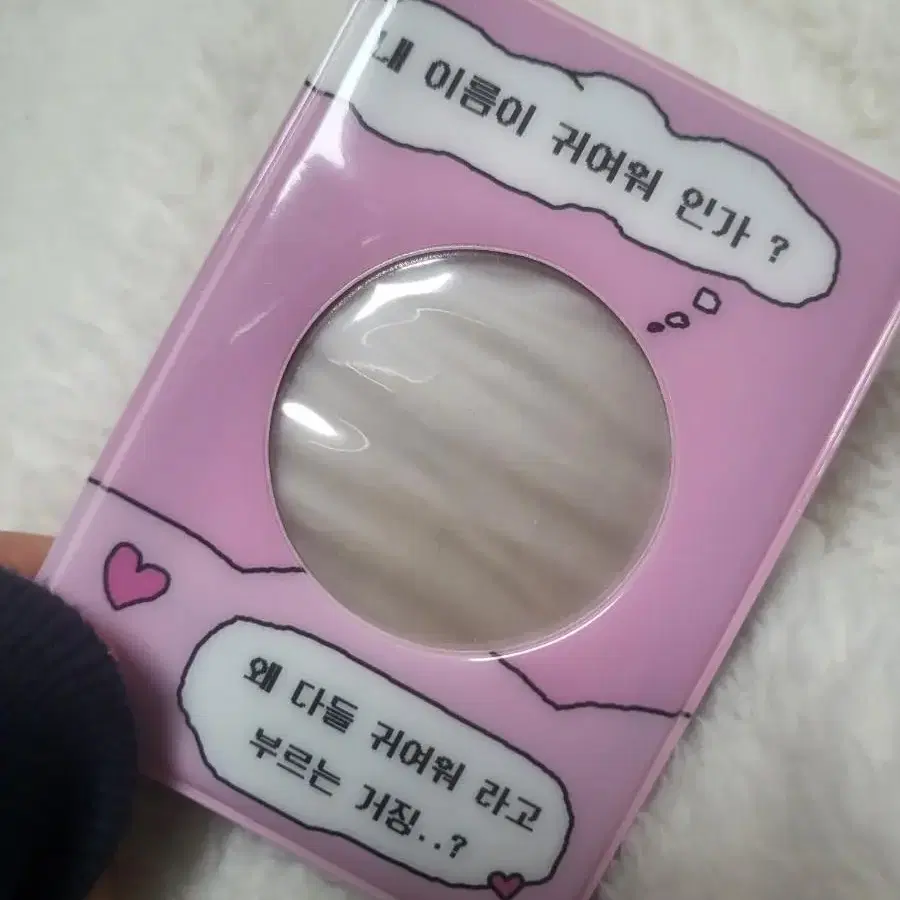 내 이름이 귀여워 인가 ?
왜 다들 귀여워 라고
부르는 거징..?